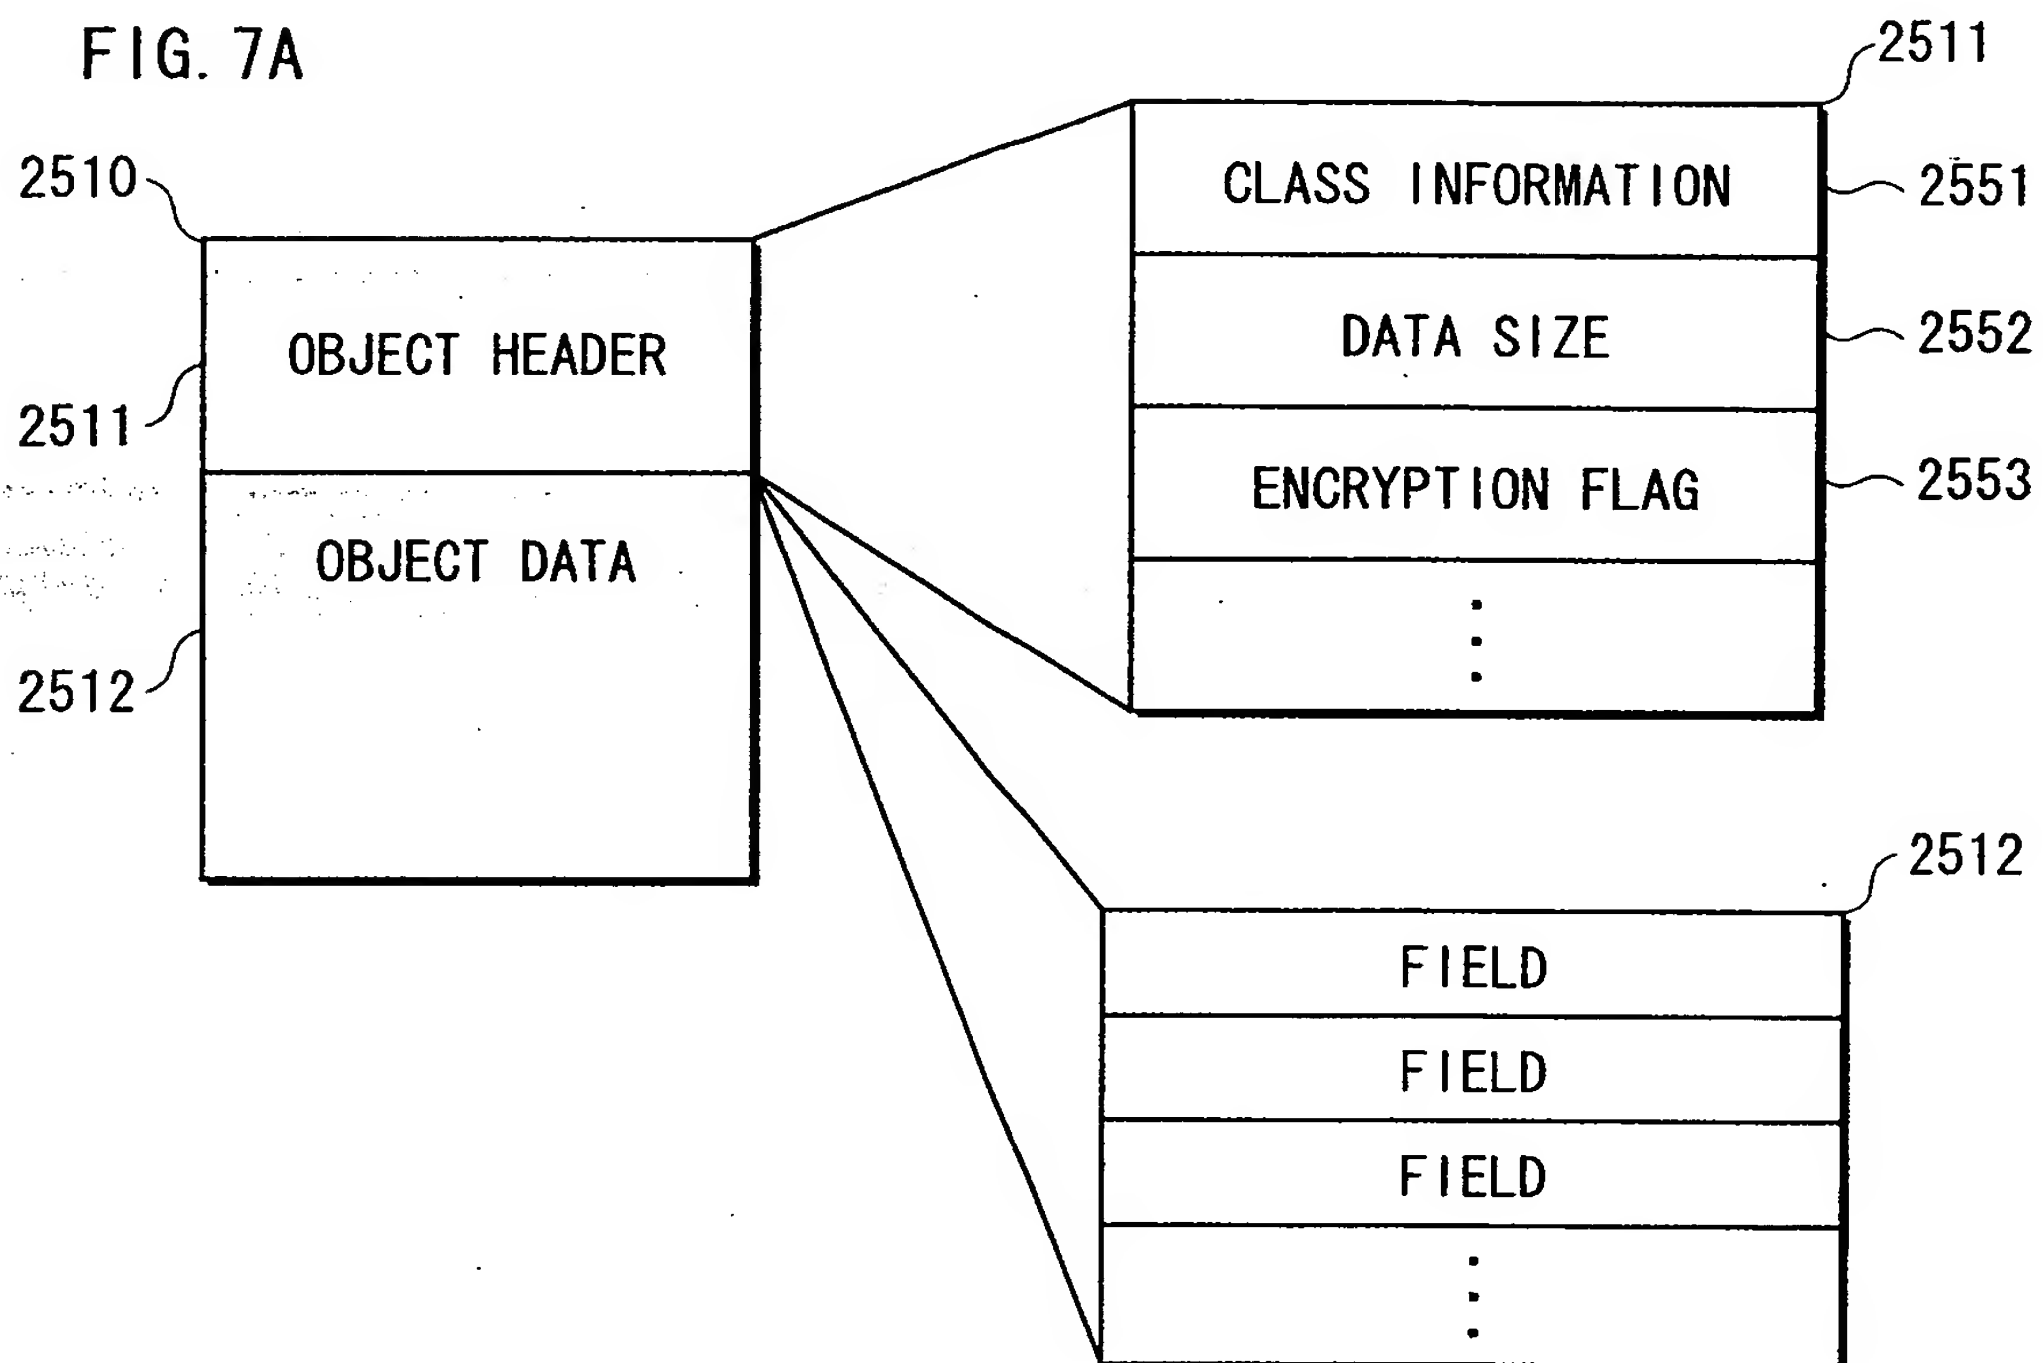 FIG. 7A
2510
OBJECT HEADER
2511
OBJECT DATA
2512
2511
CLASS INFORMATION
2551
DATA SIZE
2552
ENCRYPTION FLAG
2553
2512
FIELD
FIELD
FIELD